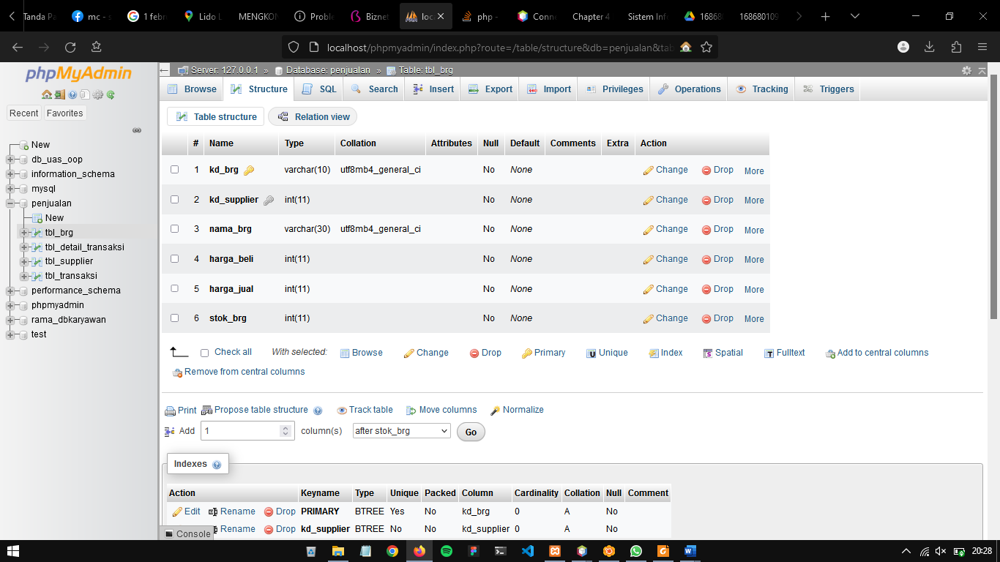 Tanda Pa
mc - s
1 febr
Lido L
MENGKON
Proble
Biznet
loc
php -
Conne
Chapter 4
Sistem Inf
16868
168680109
localhost/phpmyadmin/index.php?route=/table/structure&db=penjualan&tab
phpMyAdmin
Recent Favorites
New
db_uas_oop
information_schema
mysql
penjualan
New
tbl_brg
tbl_detail_transaksi
tbl_supplier
tbl_transaksi
performance_schema
phpmyadmin
rama_dbkaryawan
test
Server: 127.0.0.1 » Database: penjualan » Table: tbl_brg
Browse Structure SQL Search Insert Export Import Privileges Operations Tracking Triggers
Table structure Relation view
# Name Type Collation Attributes Null Default Comments Extra Action
1 kd_brg varchar(10) utf8mb4_general_ci No None Change Drop More
2 kd_supplier int(11) No None Change Drop More
3 nama_brg varchar(30) utf8mb4_general_ci No None Change Drop More
4 harga_beli int(11) No None Change Drop More
5 harga_jual int(11) No None Change Drop More
6 stok_brg int(11) No None Change Drop More
Check all With selected: Browse Change Drop Primary Unique Index Spatial Fulltext Add to central columns
Remove from central columns
Print Propose table structure Track table Move columns Normalize
Add 1 column(s) after stok_brg Go
Indexes
Action Keyname Type Unique Packed Column Cardinality Collation Null Comment
Edit Rename Drop PRIMARY BTREE Yes No kd_brg 0 A No
Rename Drop kd_supplier BTREE No No kd_supplier 0 A No
Console
20:28